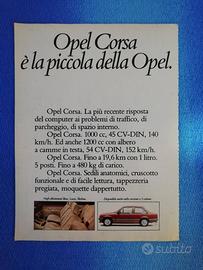 Opel Corsa
è la piccola della Opel.
Opel Corsa. La più recente risposta
del computer ai problemi di traffico, di
parcheggio, di spazio interno.
Opel Corsa. 1000 cc, 45 CV-DIN, 140
km/h. Ed anche 1200 cc con albero
a camme in testa, 54 CV-DIN, 152 km/h.
Opel Corsa. Fino a 19,6 km con 1 litro.
5 posti. Fino a 480 kg di carico.
Opel Corsa. Sedili anatomici, cruscotto
funzionale e di facile lettura, tappezzeria
pregiata, moquette dappertutto.
subito